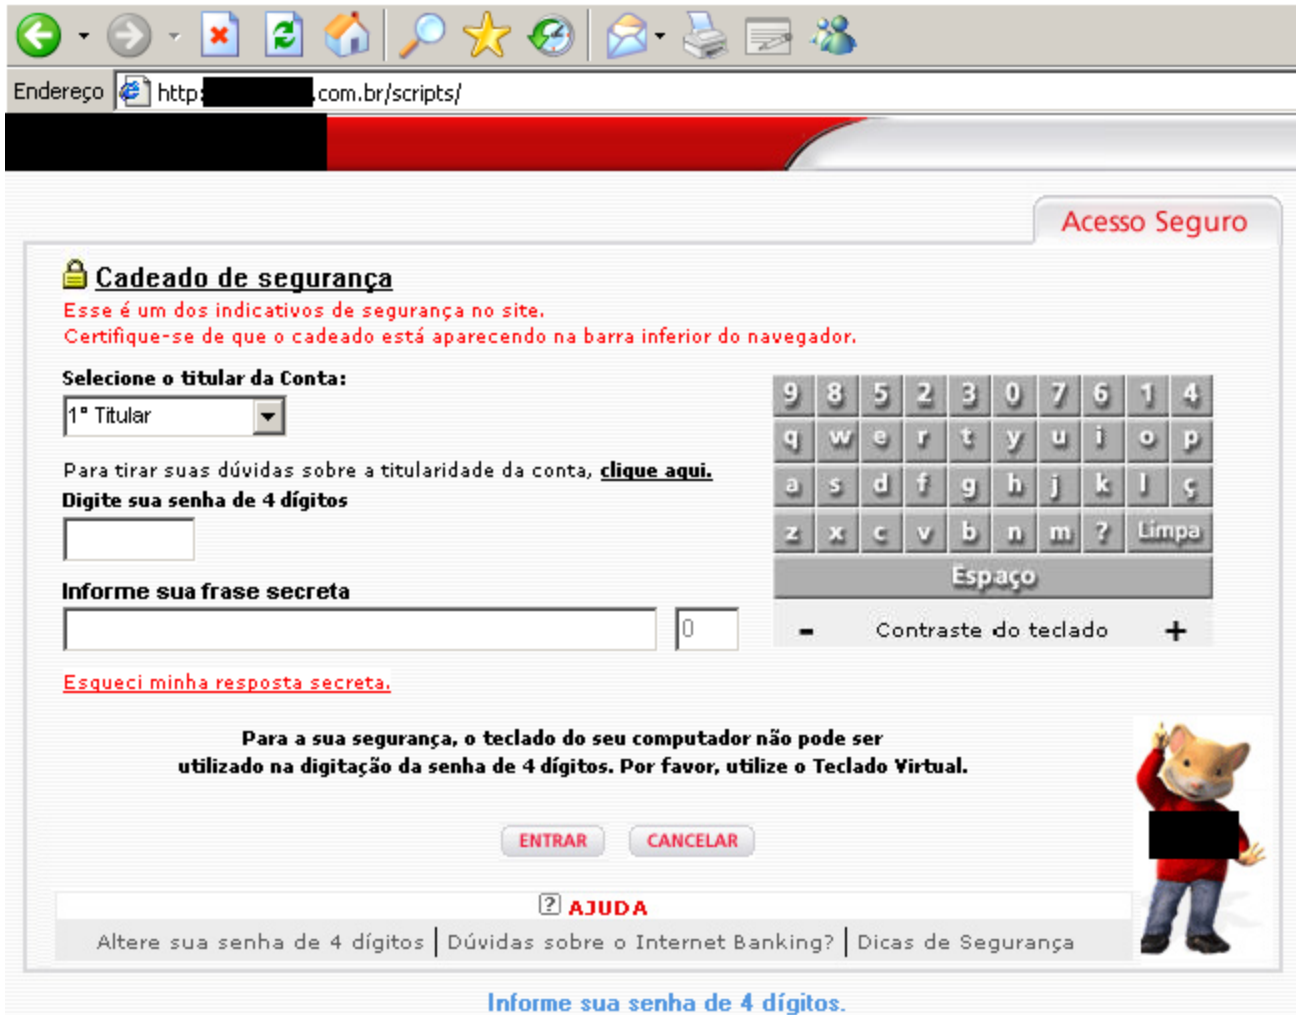 Endereço http: .com.br/scripts/
Acesso Seguro
Cadeado de segurança
Esse é um dos indicativos de segurança no site.
Certifique-se de que o cadeado está aparecendo na barra inferior do navegador.
Selecione o titular da Conta:
1º Titular
Para tirar suas dúvidas sobre a titularidade da conta, clique aqui.
Digite sua senha de 4 dígitos
Informe sua frase secreta
0
Esqueci minha resposta secreta.
9 8 5 2 3 0 7 6 1 4
q w e r t y u i o p
a s d f g h j k l ç
z x c v b n m ? Limpa
Espaço
- Contraste do teclado +
Para a sua segurança, o teclado do seu computador não pode ser
utilizado na digitação da senha de 4 dígitos. Por favor, utilize o Teclado Virtual.
ENTRAR CANCELAR
? AJUDA
Altere sua senha de 4 dígitos | Dúvidas sobre o Internet Banking? | Dicas de Segurança
Informe sua senha de 4 dígitos.